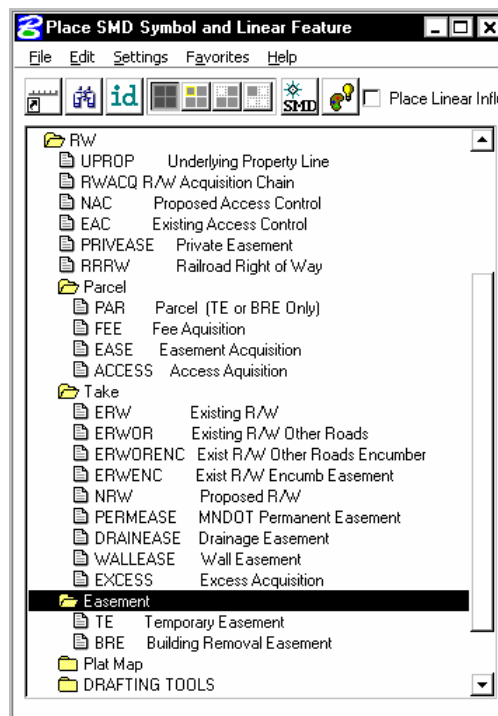 Place SMD Symbol and Linear Feature
File Edit Settings Favorites Help
id SMD Place Linear Infl
RW
UPROP Underlying Property Line
RWACQ R/W Acquisition Chain
NAC Proposed Access Control
EAC Existing Access Control
PRIVEASE Private Easement
RRRW Railroad Right of Way
Parcel
PAR Parcel (TE or BRE Only)
FEE Fee Aquisition
EASE Easement Acquisition
ACCESS Access Aquisition
Take
ERW Existing R/W
ERWOR Existing R/W Other Roads
ERWORENC Exist R/W Other Roads Encumber
ERWENC Exist R/W Encumb Easement
NRW Proposed R/W
PERMEASE MNDOT Permanent Easement
DRAINEASE Drainage Easement
WALLEASE Wall Easement
EXCESS Excess Acquisition
Easement
TE Temporary Easement
BRE Building Removal Easement
Plat Map
DRAFTING TOOLS